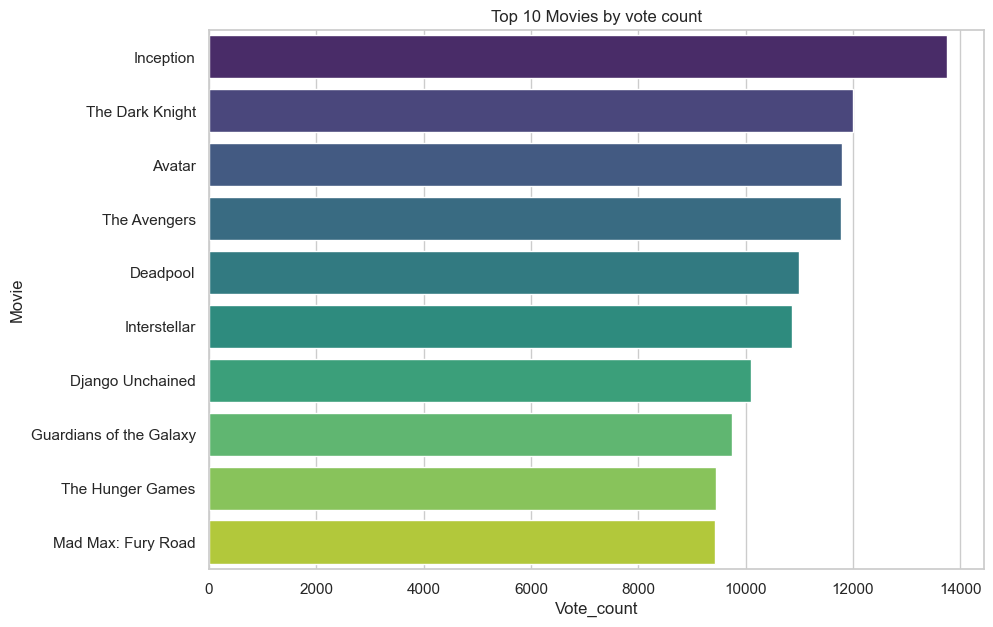 Top 10 Movies by vote count
Movie
Inception
The Dark Knight
Avatar
The Avengers
Deadpool
Interstellar
Django Unchained
Guardians of the Galaxy
The Hunger Games
Mad Max: Fury Road
0 2000 4000 6000 8000 10000 12000 14000
Vote_count